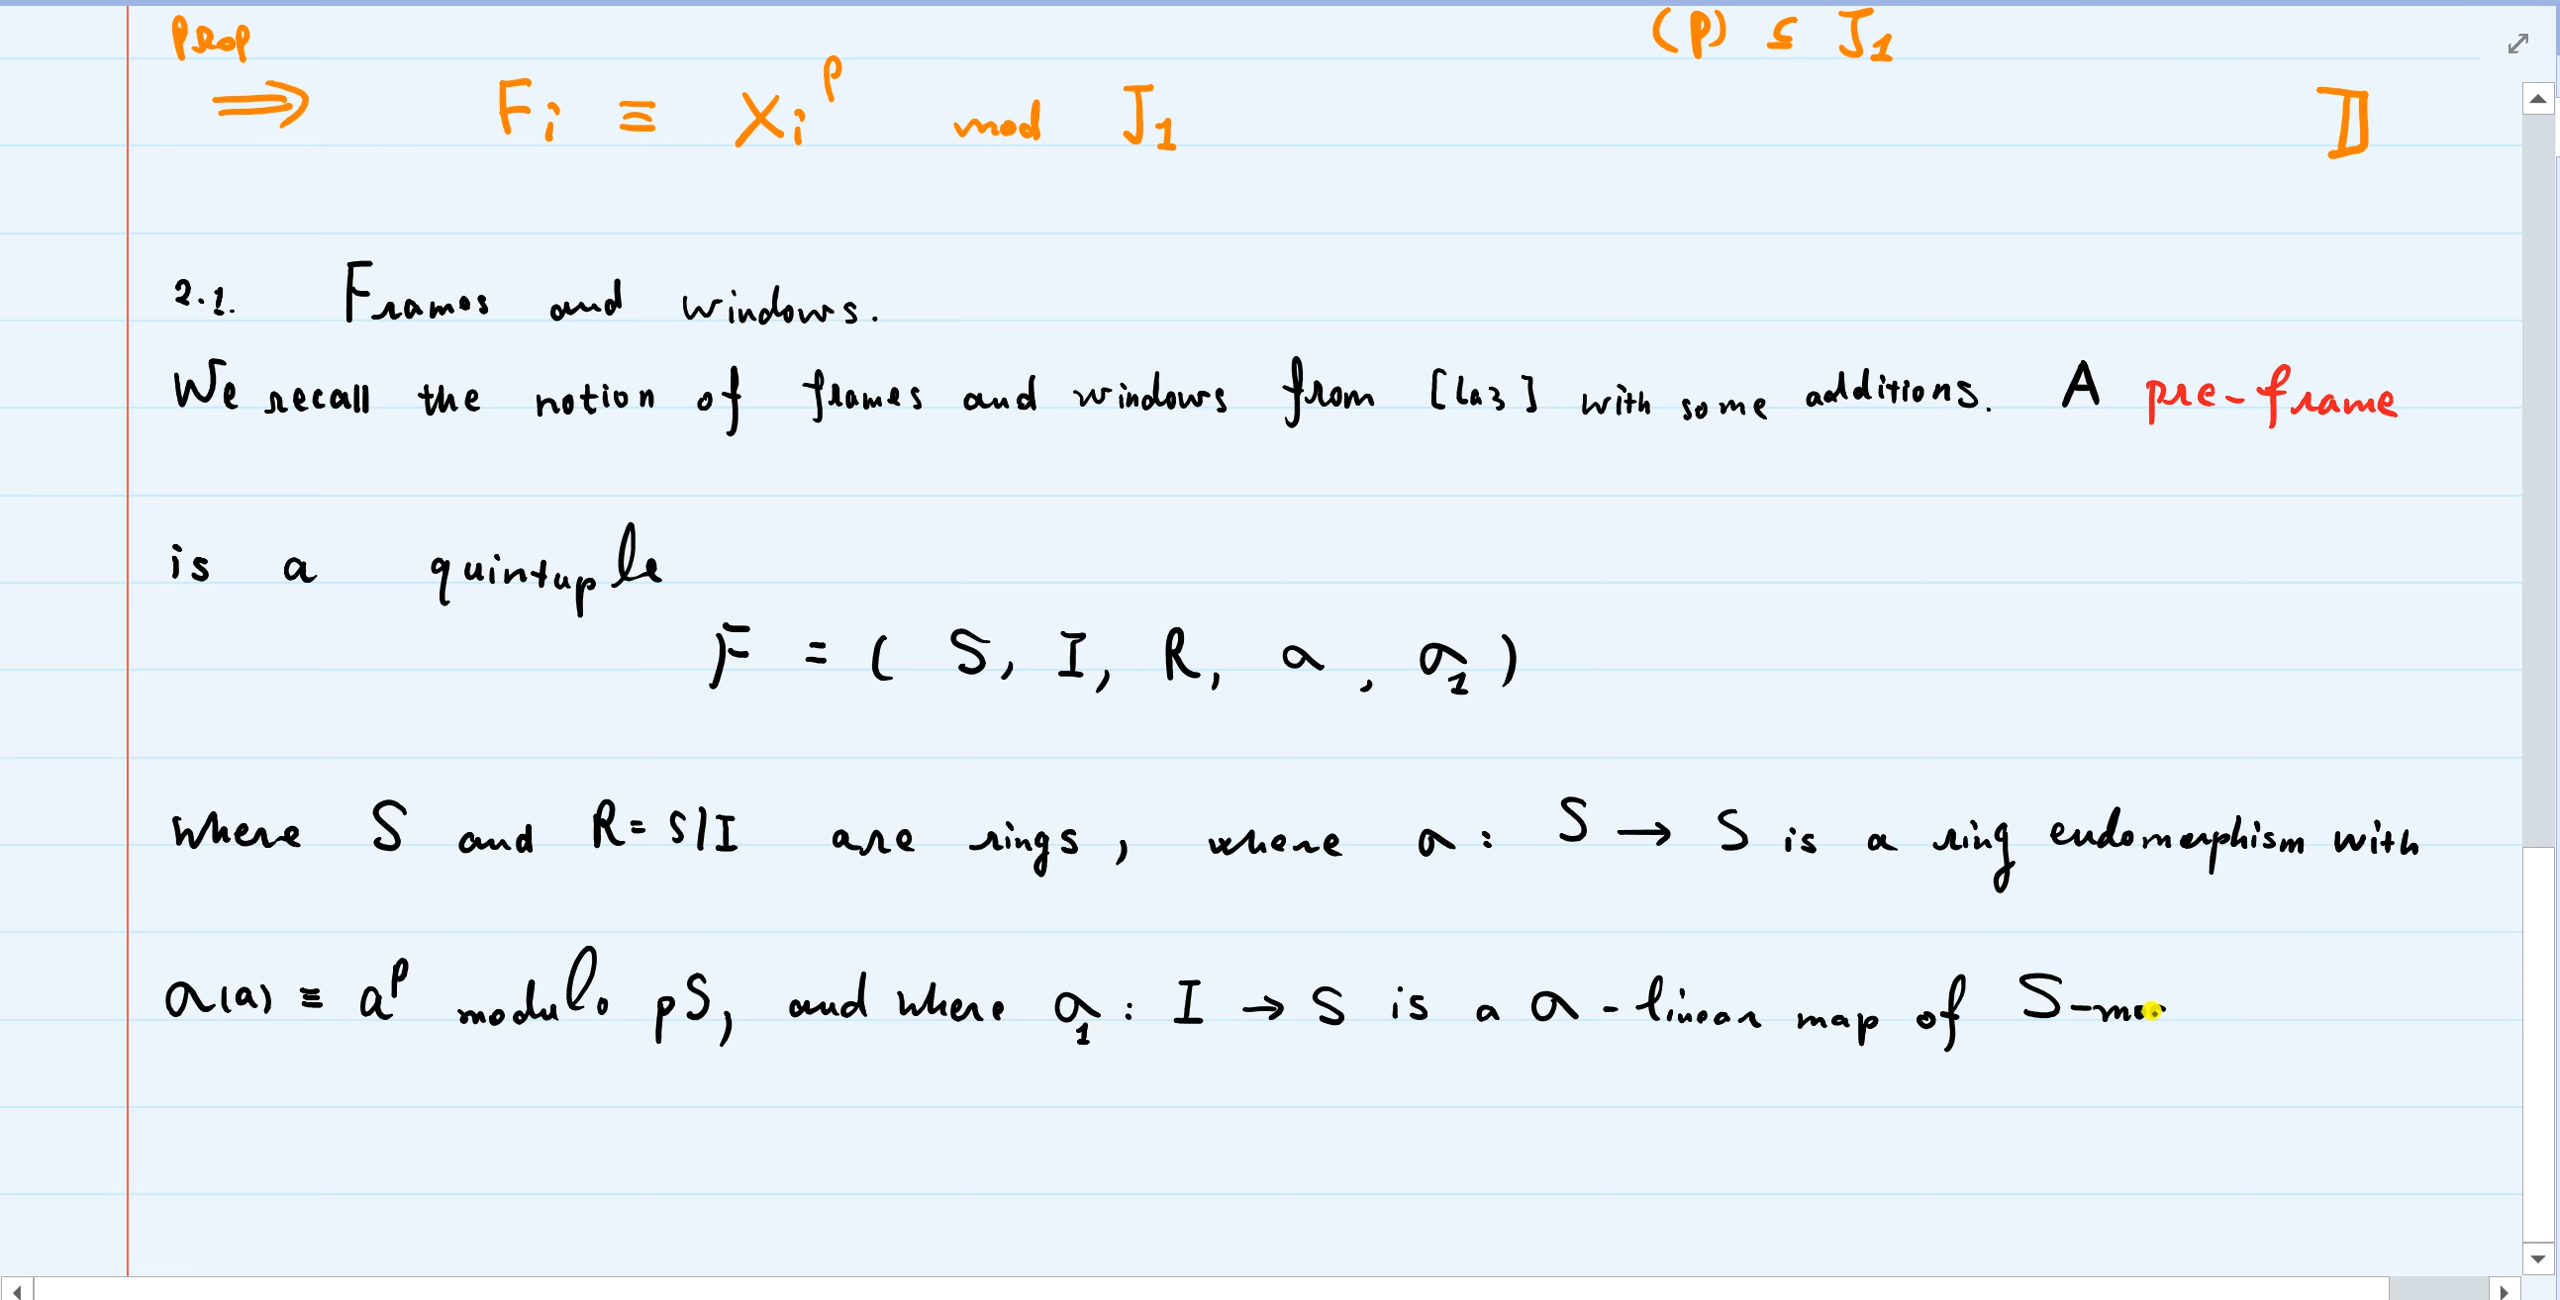 Prop (p) ⊆ J₁
⟹ Fᵢ ≡ Xᵢᵖ mod J₁
2.1. Frames and windows.
We recall the notion of frames and windows from [La3] with some additions. A pre-frame
is a quintuple
F = ( S, I, R, σ, σ₁ )
where S and R = S/I are rings, where σ: S → S is a ring endomorphism with
σ(a) ≡ aᵖ modulo pS, and where σ₁: I → S is a σ-linear map of S-mo